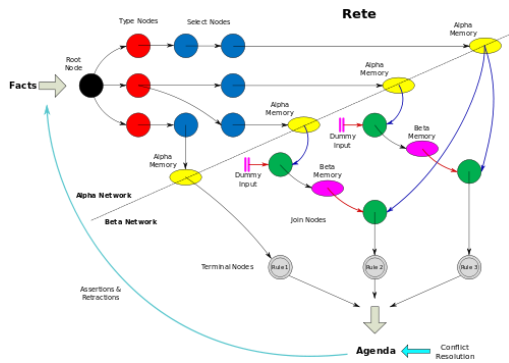 Rete
Type Nodes
Select Nodes
Alpha
Memory
Root
Node
Facts
Alpha
Memory
Alpha
Memory
Dummy
Input
Beta
Memory
Alpha
Memory
Dummy
Input
Beta
Memory
Alpha Network
Beta Network
Join Nodes
Terminal Nodes
Rule 1
Rule 2
Rule 3
Assertions &
Retractions
Agenda
Conflict
Resolution